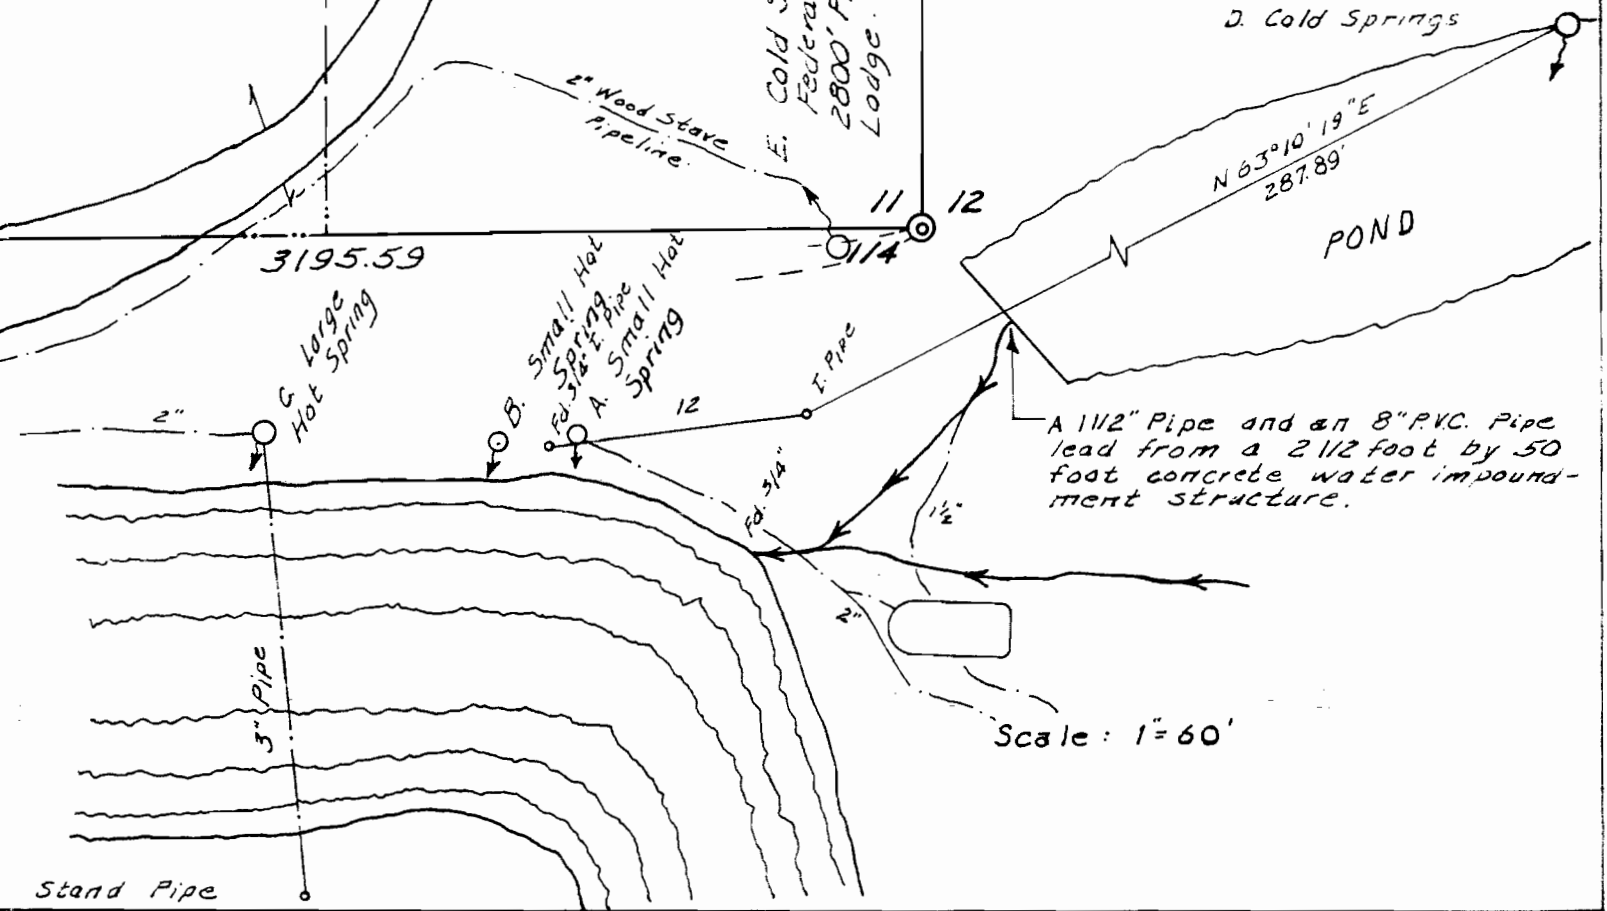 D. Cold Springs
E. Cold
Federa
2800'
Lodge.
2" Wood Stave
Pipeline
N 63°10'19"E
287.89'
POND
11 12
1/4
3195.59
G. Large
Hot Spring
B. Small Hot
Spring
Fd. 3/4" I. Pipe
A. Small Hot
Spring
I. Pipe
2"
12
A 1 1/2" Pipe and an 8" P.V.C. Pipe
lead from a 2 1/2 foot by 50
foot concrete water impound-
ment structure.
Fd. 3/4"
1½"
2"
3" Pipe
Scale: 1"=60'
Stand Pipe